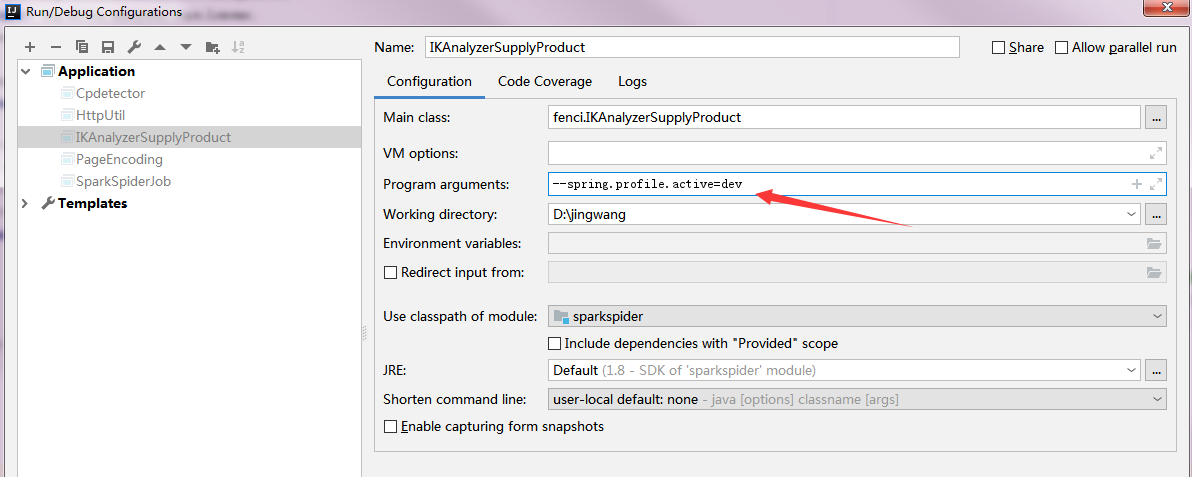 Run/Debug Configurations
Name: IKAnalyzerSupplyProduct
Share
Allow parallel run
Application
Cpdetector
HttpUtil
IKAnalyzerSupplyProduct
PageEncoding
SparkSpiderJob
Templates
Configuration Code Coverage Logs
Main class: fenci.IKAnalyzerSupplyProduct ...
VM options:
Program arguments: --spring.profile.active=dev
Working directory: D:\jingwang ...
Environment variables:
Redirect input from:
Use classpath of module: sparkspider
Include dependencies with "Provided" scope
JRE: Default (1.8 - SDK of 'sparkspider' module) ...
Shorten command line: user-local default: none - java [options] classname [args]
Enable capturing form snapshots